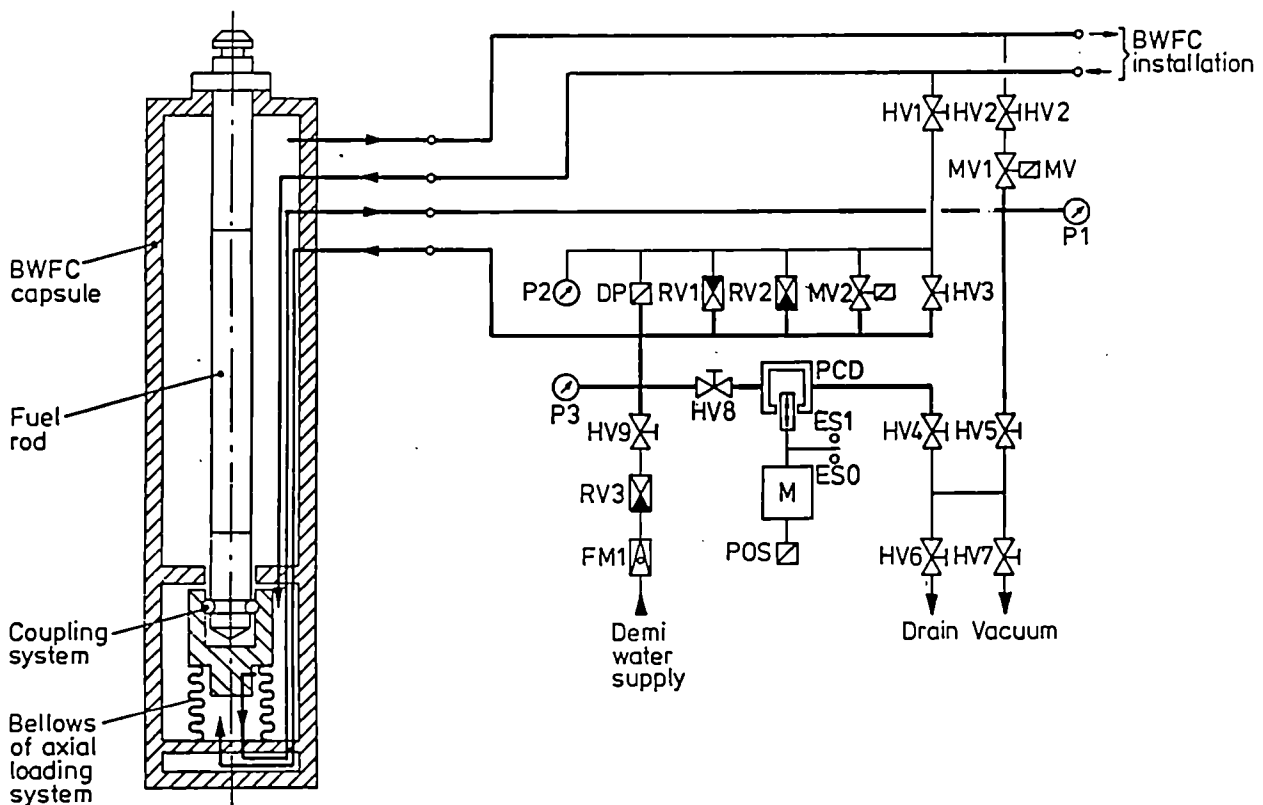 BWFC
installation
HV1
HV2
HV2
MV1
MV
P1
BWFC
capsule
P2
DP
RV1
RV2
MV2
HV3
Fuel
rod
P3
HV8
PCD
ES1
ES0
HV9
HV4
HV5
RV3
M
FM1
POS
HV6
HV7
Coupling
system
Demi
water
supply
Drain
Vacuum
Bellows
of axial
loading
system